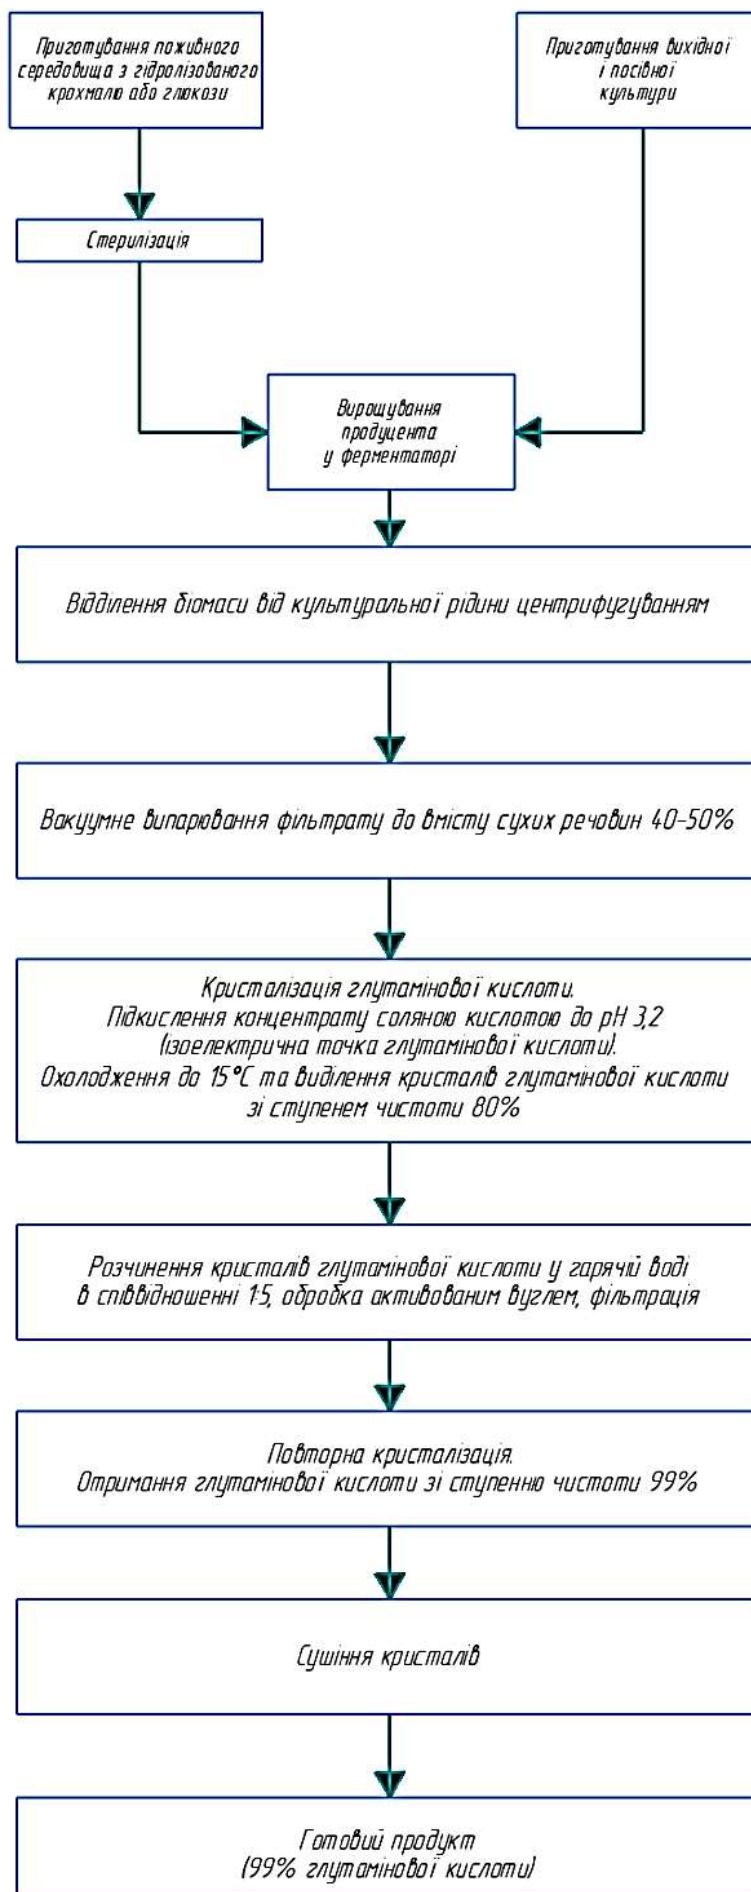 Приготування поживного
середовища з гідролізованого
крохмалю або глюкози
Приготування вихідної
і посівної
культури
Стерилізація
Вирощування
продуцента
у ферментаторі
Відділення біомаси від культуральної рідини центрифугуванням
Вакуумне випарювання фільтрату до вмісту сухих речовин 40-50%
Кристалізація глутамінової кислоти.
Підкислення концентрату соляною кислотою до рН 3,2
(ізоелектрична точка глутамінової кислоти).
Охолодження до 15°С та виділення кристалів глутамінової кислоти
зі ступенем чистоти 80%
Розчинення кристалів глутамінової кислоти у гарячій воді
в співвідношенні 1:5, обробка активованим вуглем, фільтрація
Повторна кристалізація.
Отримання глутамінової кислоти зі ступенню чистоти 99%
Сушіння кристалів
Готовий продукт
(99% глутамінової кислоти)